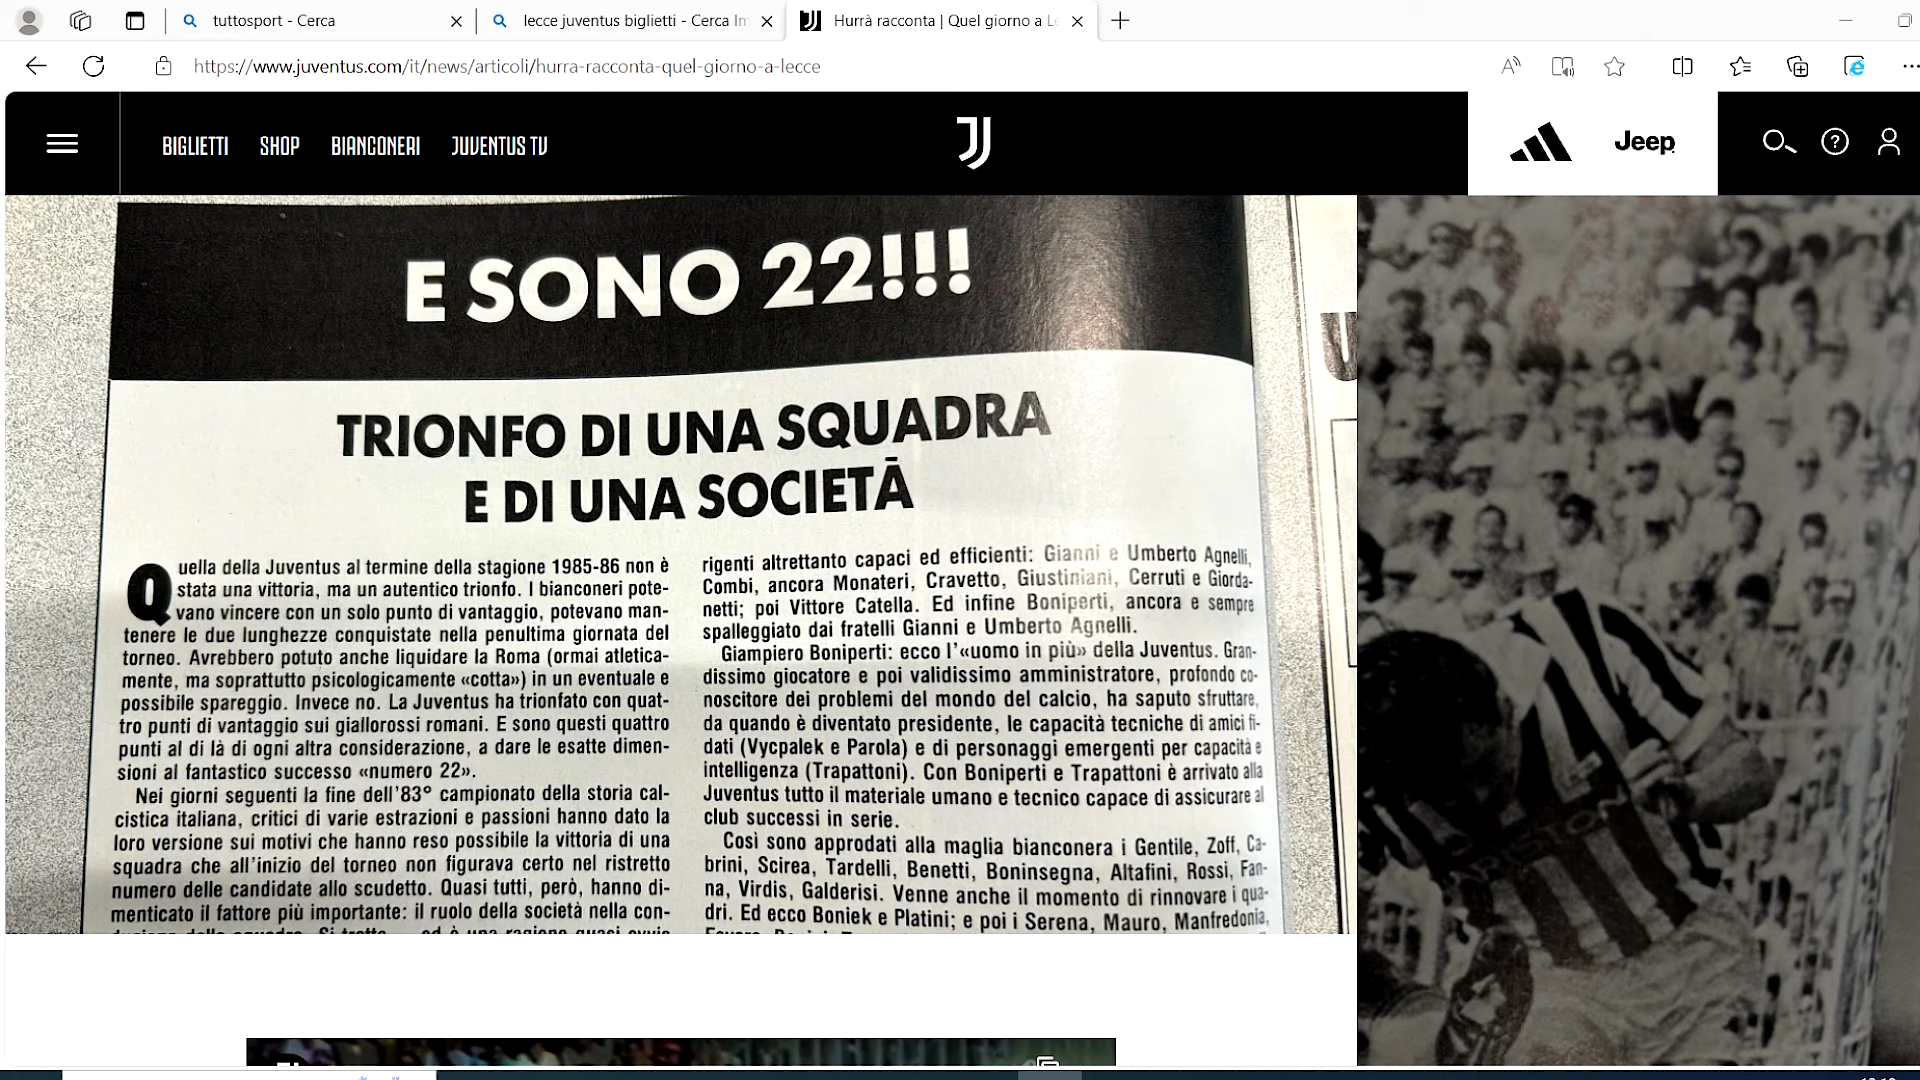 tuttosport - Cerca
lecce juventus biglietti - Cerca Im
Hurrà racconta | Quel giorno a Le
https://www.juventus.com/it/news/articoli/hurra-racconta-quel-giorno-a-lecce
BIGLIETTI SHOP BIANCONERI JUVENTUS TV
Jeep
E SONO 22!!!
TRIONFO DI UNA SQUADRA
E DI UNA SOCIETÀ
Quella della Juventus al termine della stagione 1985-86 non è
stata una vittoria, ma un autentico trionfo. I bianconeri pote-
vano vincere con un solo punto di vantaggio, potevano man-
tenere le due lunghezze conquistate nella penultima giornata del
torneo. Avrebbero potuto anche liquidare la Roma (ormai atletica-
mente, ma soprattutto psicologicamente «cotta») in un eventuale e
possibile spareggio. Invece no. La Juventus ha trionfato con quat-
tro punti di vantaggio sui giallorossi romani. E sono questi quattro
punti al di là di ogni altra considerazione, a dare le esatte dimen-
sioni al fantastico successo «numero 22».
Nei giorni seguenti la fine dell'83° campionato della storia cal-
cistica italiana, critici di varie estrazioni e passioni hanno dato la
loro versione sui motivi che hanno reso possibile la vittoria di una
squadra che all'inizio del torneo non figurava certo nel ristretto
numero delle candidate allo scudetto. Quasi tutti, però, hanno di-
menticato il fattore più importante: il ruolo della società nella con-
rigenti altrettanto capaci ed efficienti: Gianni e Umberto Agnelli,
Combi, ancora Monateri, Cravetto, Giustiniani, Cerruti e Giorda-
netti; poi Vittore Catella. Ed infine Boniperti, ancora e sempre
spalleggiato dai fratelli Gianni e Umberto Agnelli.
Giampiero Boniperti: ecco l'«uomo in più» della Juventus. Gran-
dissimo giocatore e poi validissimo amministratore, profondo co-
noscitore dei problemi del mondo del calcio, ha saputo sfruttare,
da quando è diventato presidente, le capacità tecniche di amici fi-
dati (Vycpalek e Parola) e di personaggi emergenti per capacità e
intelligenza (Trapattoni). Con Boniperti e Trapattoni è arrivato alla
Juventus tutto il materiale umano e tecnico capace di assicurare al
club successi in serie.
Così sono approdati alla maglia bianconera i Gentile, Zoff, Ca-
brini, Scirea, Tardelli, Benetti, Boninsegna, Altafini, Rossi, Fan-
na, Virdis, Galderisi. Venne anche il momento di rinnovare i qua-
dri. Ed ecco Boniek e Platini; e poi i Serena, Mauro, Manfredonia,